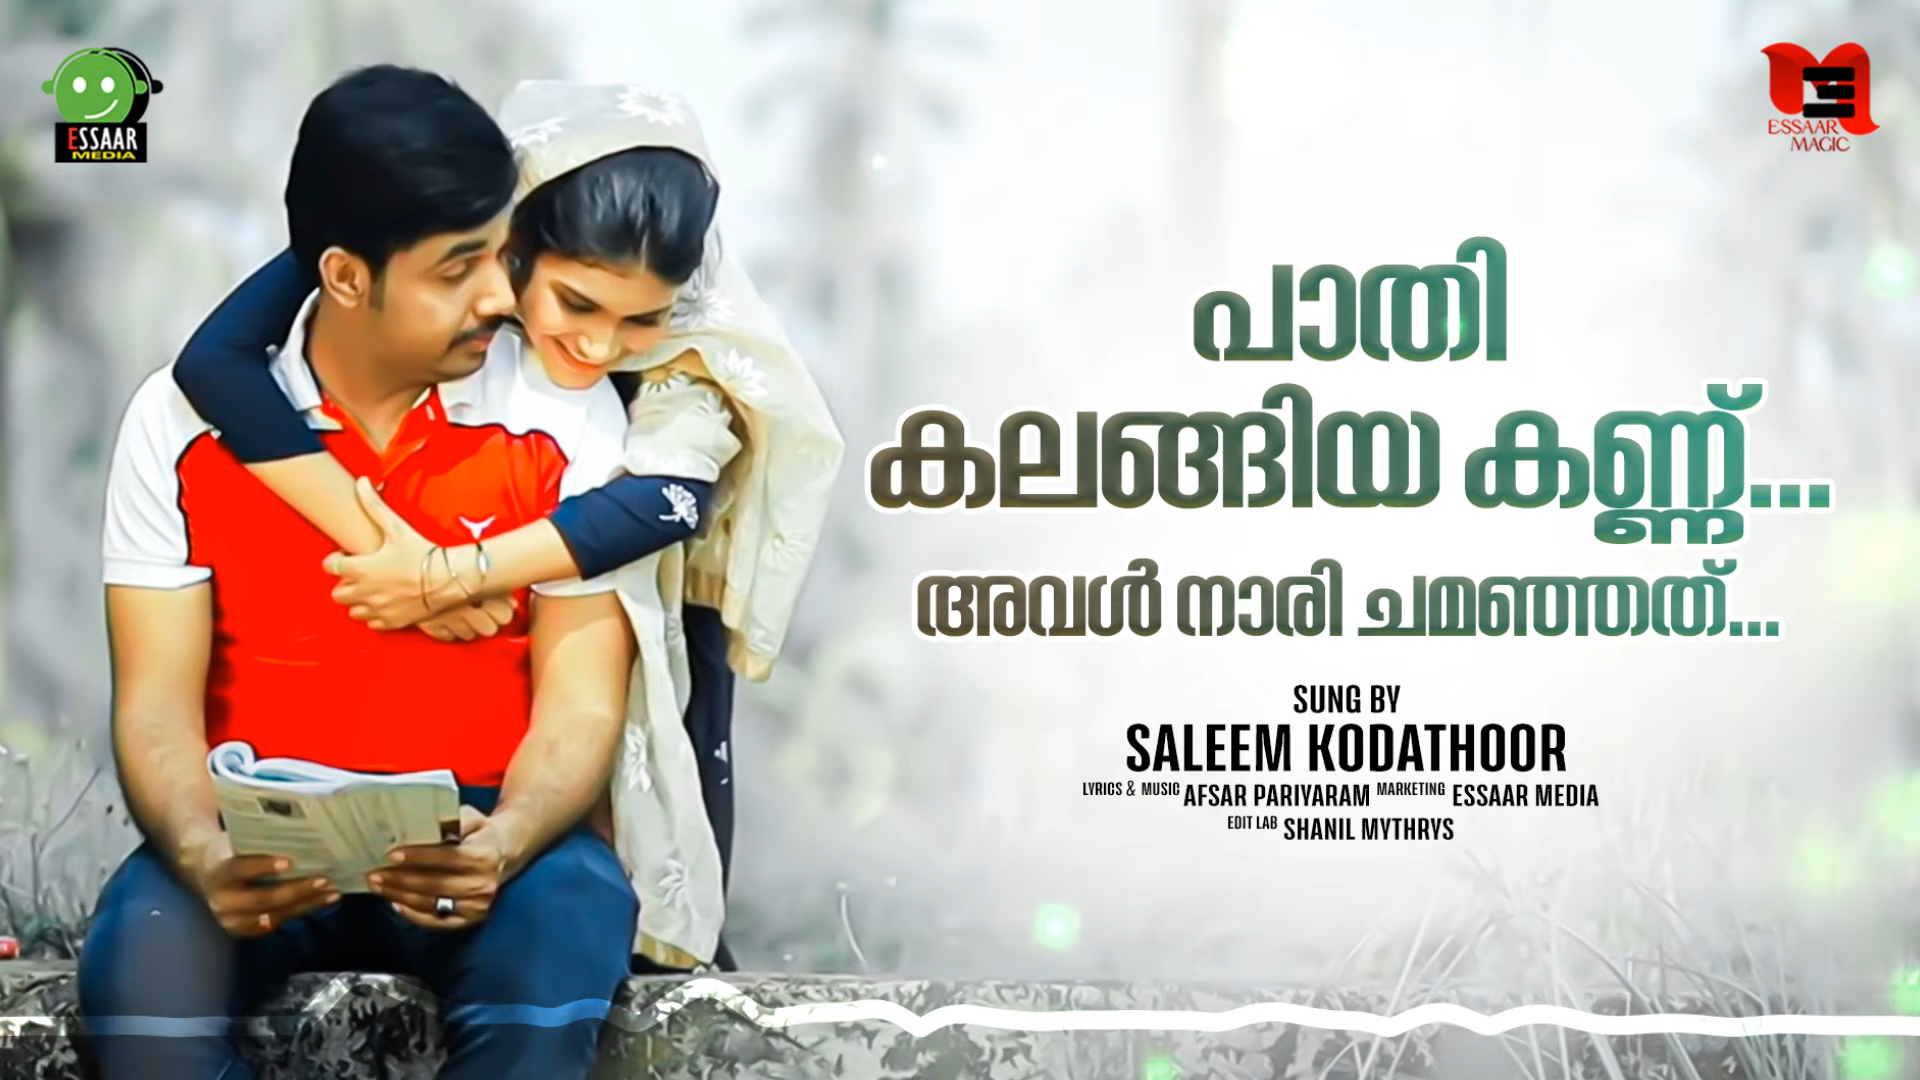 ESSAAR
MEDIA
ESSAAR
MAGIC
പാതി
കലങ്ങിയ കണ്ണ്...
അവൾ നാരി ചമഞ്ഞത്...
SUNG BY
SALEEM KODATHOOR
LYRICS & MUSIC AFSAR PARIYARAM MARKETING ESSAAR MEDIA
EDIT LAB SHANIL MYTHRYS